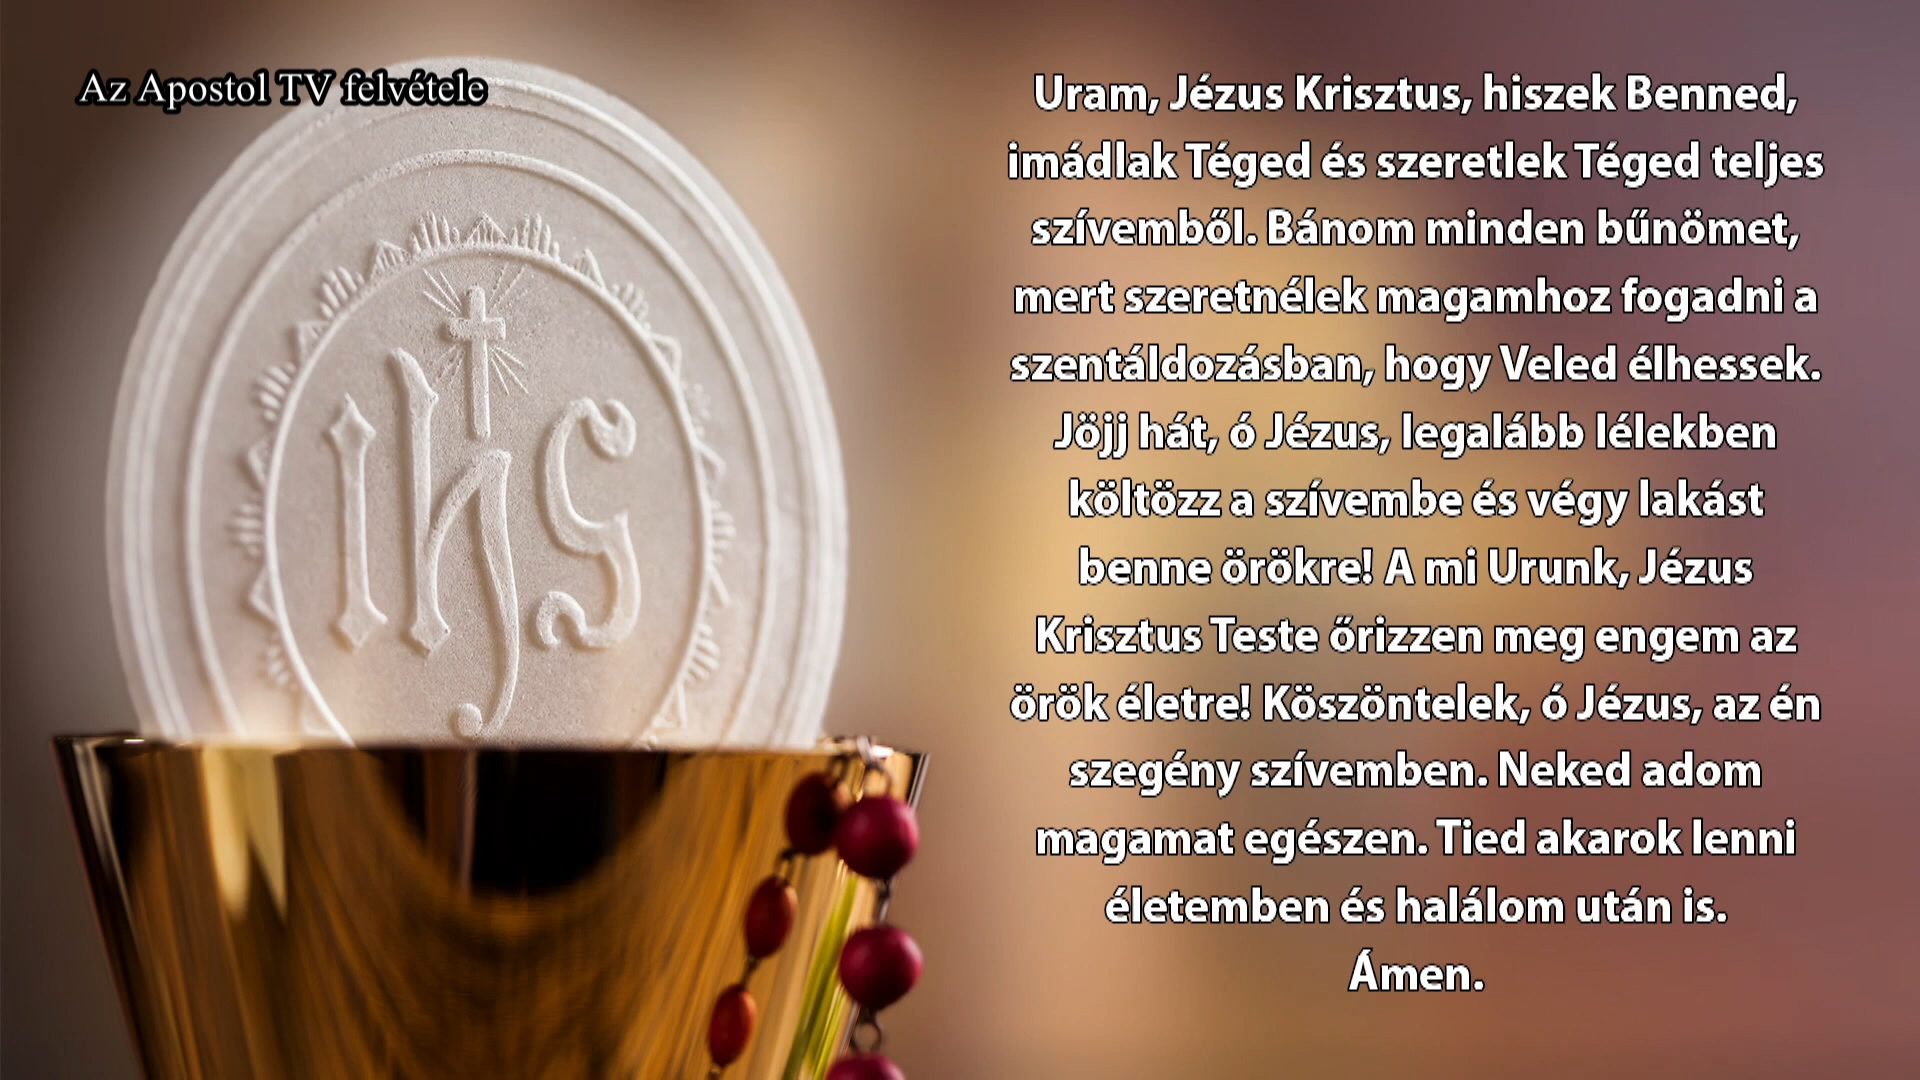 Az Apostol TV felvétele
Uram, Jézus Krisztus, hiszek Benned,
imádlak Téged és szeretlek Téged teljes
szívemből. Bánom minden bűnömet,
mert szeretnélek magamhoz fogadni a
szentáldozásban, hogy Veled élhessek.
Jöjj hát, ó Jézus, legalább lélekben
költözz a szívembe és végy lakást
benne örökre! A mi Urunk, Jézus
Krisztus Teste őrizzen meg engem az
örök életre! Köszöntelek, ó Jézus, az én
szegény szívemben. Neked adom
magamat egészen. Tied akarok lenni
életemben és halálom után is.
Ámen.
ihs